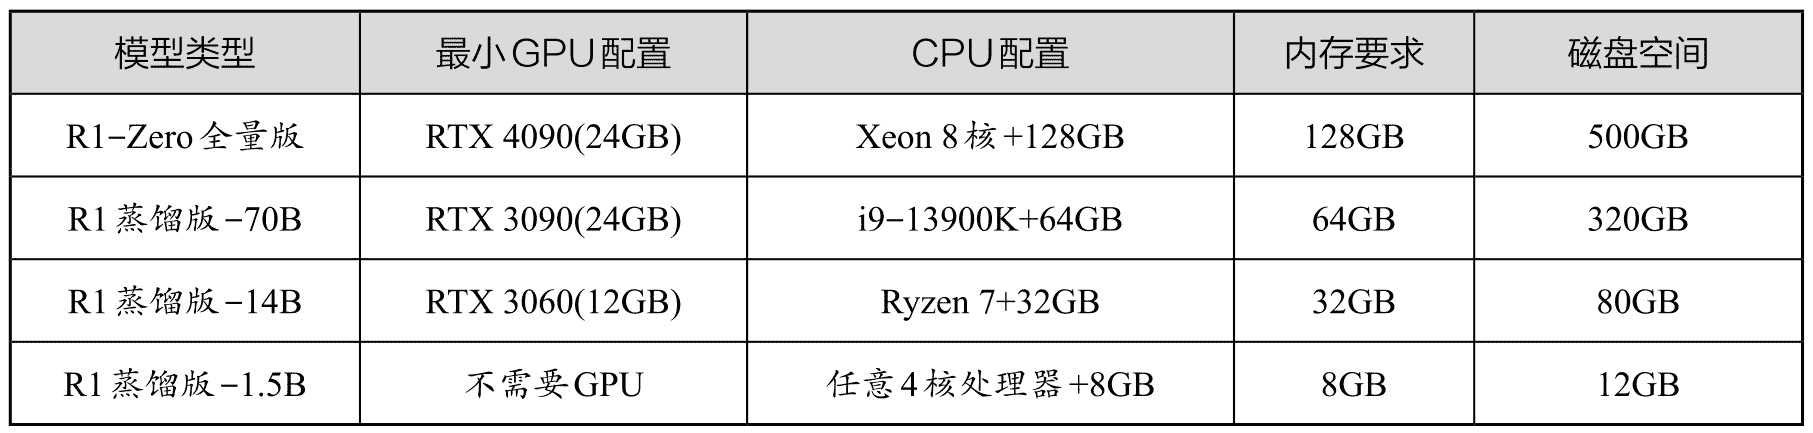 模型类型 最小GPU配置 CPU配置 内存要求 磁盘空间
R1-Zero全量版 RTX 4090(24GB) Xeon 8核+128GB 128GB 500GB
R1蒸馏版-70B RTX 3090(24GB) i9-13900K+64GB 64GB 320GB
R1蒸馏版-14B RTX 3060(12GB) Ryzen 7+32GB 32GB 80GB
R1蒸馏版-1.5B 不需要GPU 任意4核处理器+8GB 8GB 12GB